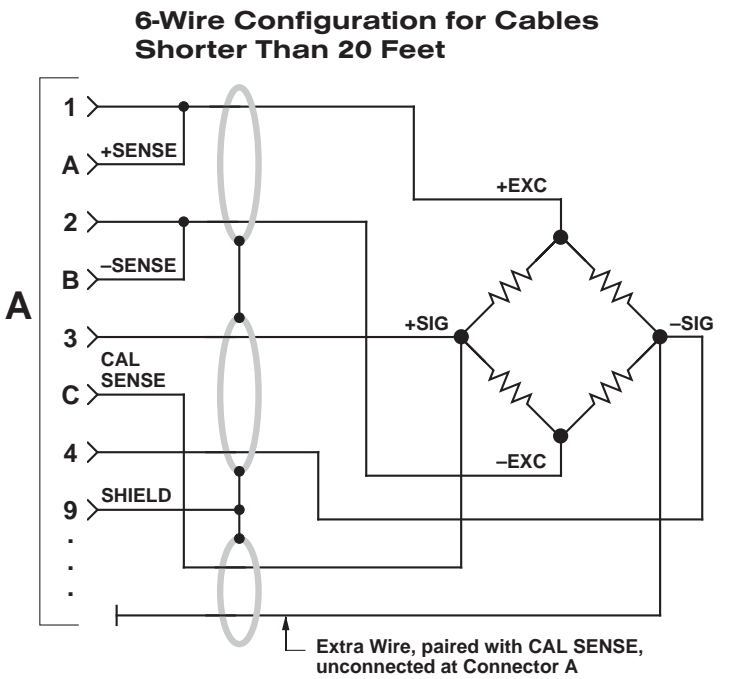 6-Wire Configuration for Cables
Shorter Than 20 Feet
1
+SENSE
A
+EXC
2
–SENSE
B
A
3
+SIG
–SIG
CAL
SENSE
C
4
–EXC
SHIELD
9
.
.
.
Extra Wire, paired with CAL SENSE,
unconnected at Connector A